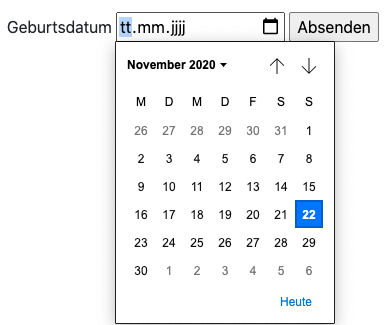 Geburtsdatum tt.mm.jjjj Absenden
November 2020
M D M D F S S
26 27 28 29 30 31 1
2 3 4 5 6 7 8
9 10 11 12 13 14 15
16 17 18 19 20 21 22
23 24 25 26 27 28 29
30 1 2 3 4 5 6
Heute